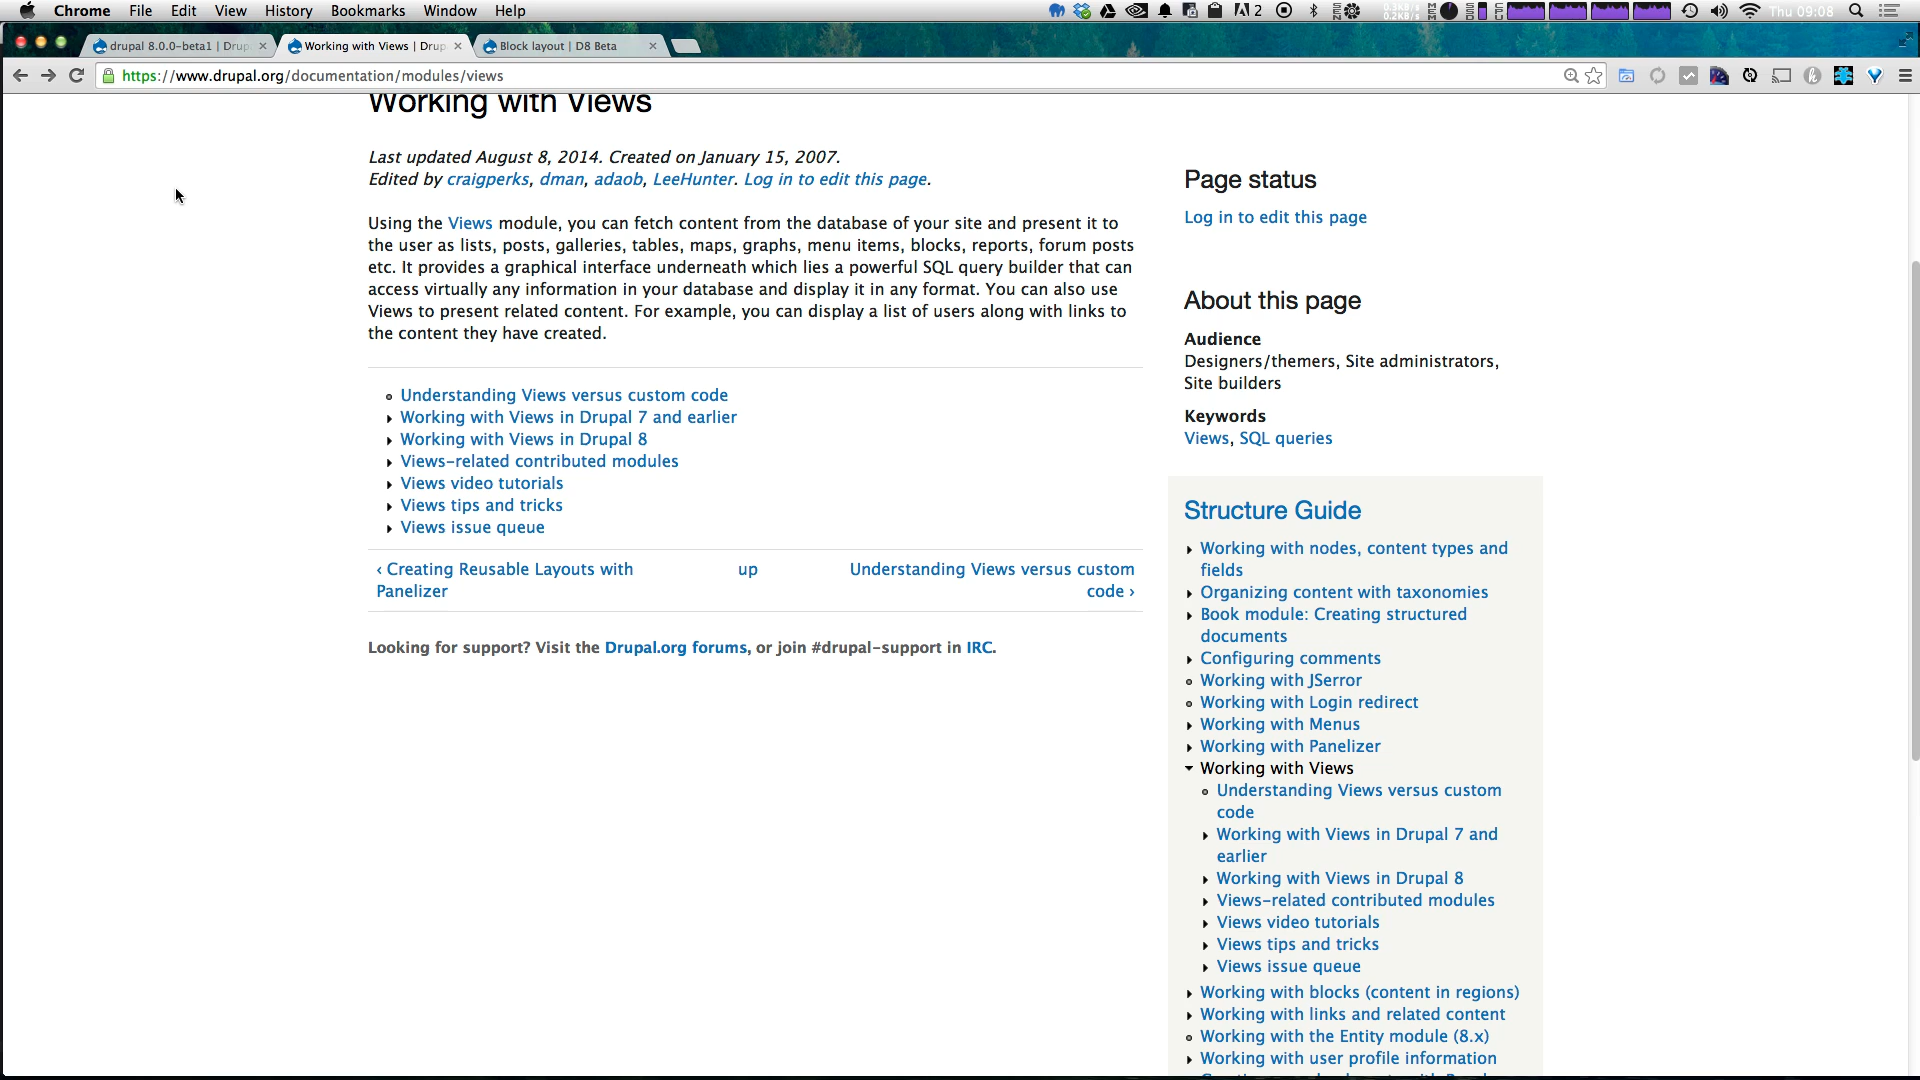 Chrome File Edit View History Bookmarks Window Help
2
Thu 09:08
drupal 8.0.0-beta1 | Drup
Working with Views | Drup
Block layout | D8 Beta
https://www.drupal.org/documentation/modules/views
Working with Views
Last updated August 8, 2014. Created on January 15, 2007.
Edited by craigperks, dman, adaob, LeeHunter. Log in to edit this page.
Using the Views module, you can fetch content from the database of your site and present it to
the user as lists, posts, galleries, tables, maps, graphs, menu items, blocks, reports, forum posts
etc. It provides a graphical interface underneath which lies a powerful SQL query builder that can
access virtually any information in your database and display it in any format. You can also use
Views to present related content. For example, you can display a list of users along with links to
the content they have created.
Understanding Views versus custom code
Working with Views in Drupal 7 and earlier
Working with Views in Drupal 8
Views-related contributed modules
Views video tutorials
Views tips and tricks
Views issue queue
‹ Creating Reusable Layouts with
Panelizer
up
Understanding Views versus custom
code ›
Looking for support? Visit the Drupal.org forums, or join #drupal-support in IRC.
Page status
Log in to edit this page
About this page
Audience
Designers/themers, Site administrators,
Site builders
Keywords
Views, SQL queries
Structure Guide
Working with nodes, content types and
fields
Organizing content with taxonomies
Book module: Creating structured
documents
Configuring comments
Working with JSerror
Working with Login redirect
Working with Menus
Working with Panelizer
Working with Views
Understanding Views versus custom
code
Working with Views in Drupal 7 and
earlier
Working with Views in Drupal 8
Views-related contributed modules
Views video tutorials
Views tips and tricks
Views issue queue
Working with blocks (content in regions)
Working with links and related content
Working with the Entity module (8.x)
Working with user profile information